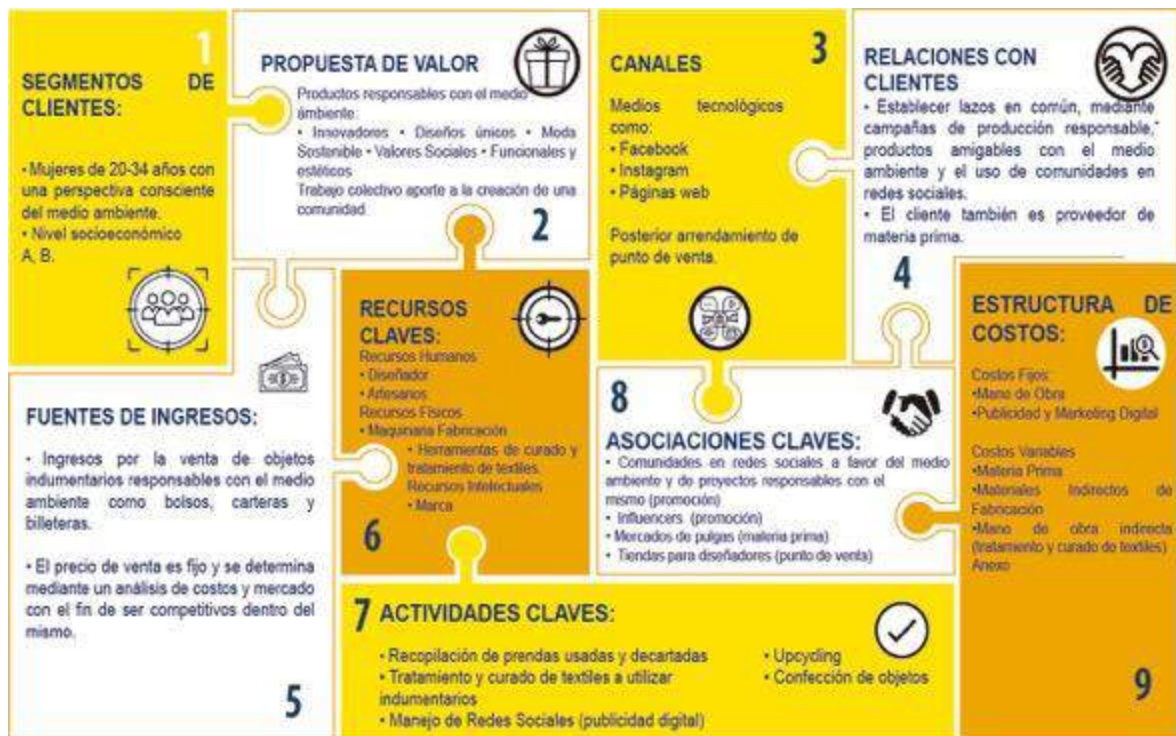 1
SEGMENTOS DE
CLIENTES:
• Mujeres de 20-34 años con
una perspectiva consciente
del medio ambiente.
• Nivel socioeconómico
A, B.
PROPUESTA DE VALOR
Productos responsables con el medio
ámbiente:
• Innovadores • Diseños únicos • Moda
Sostenible • Valores Sociales • Funcionales y
estéticos
Trabajo colectivo aporte a la creación de una
comunidad.
2
3
CANALES
Medios tecnológicos
como:
• Facebook
• Instagram
• Páginas web
Posterior arrendamiento de
punto de venta.
RELACIONES CON
CLIENTES
• Establecer lazos en común, mediante
campañas de producción responsable,
productos amigables con el medio
ambiente y el uso de comunidades en
redes sociales.
• El cliente también es proveedor de
materia prima.
4
FUENTES DE INGRESOS:
• Ingresos por la venta de objetos
indumentarios responsables con el medio
ambiente como bolsos, carteras y
billeteras.
• El precio de venta es fijo y se determina
mediante un análisis de costos y mercado
con el fin de ser competitivos dentro del
mismo.
5
RECURSOS
CLAVES:
Recursos Humanos
• Diseñador
• Artesanos
Recursos Físicos
• Maquinaria Fabricación
• Herramientas de curado y
tratamiento de textiles.
Recursos Intelectuales
• Marca
6
7 ACTIVIDADES CLAVES:
• Recopilación de prendas usadas y decartadas
• Tratamiento y curado de textiles a utilizar
indumentarios
• Manejo de Redes Sociales (publicidad digital)
• Upcycling
• Confección de objetos
8
ASOCIACIONES CLAVES:
• Comunidades en redes sociales a favor del medio
ambiente y de proyectos responsables con el
mismo (promoción)
• Influencers (promoción)
• Mercados de pulgas (materia prima)
• Tiendas para diseñadores (punto de venta)
ESTRUCTURA DE
COSTOS:
Costos Fijos:
•Mano de Obra
•Publicidad y Marketing Digital
Costos Variables
•Materia Prima
•Materiales Indirectos de
Fabricación
•Mano de obra indirecta
(tratamiento y curado de textiles)
Anexo
9